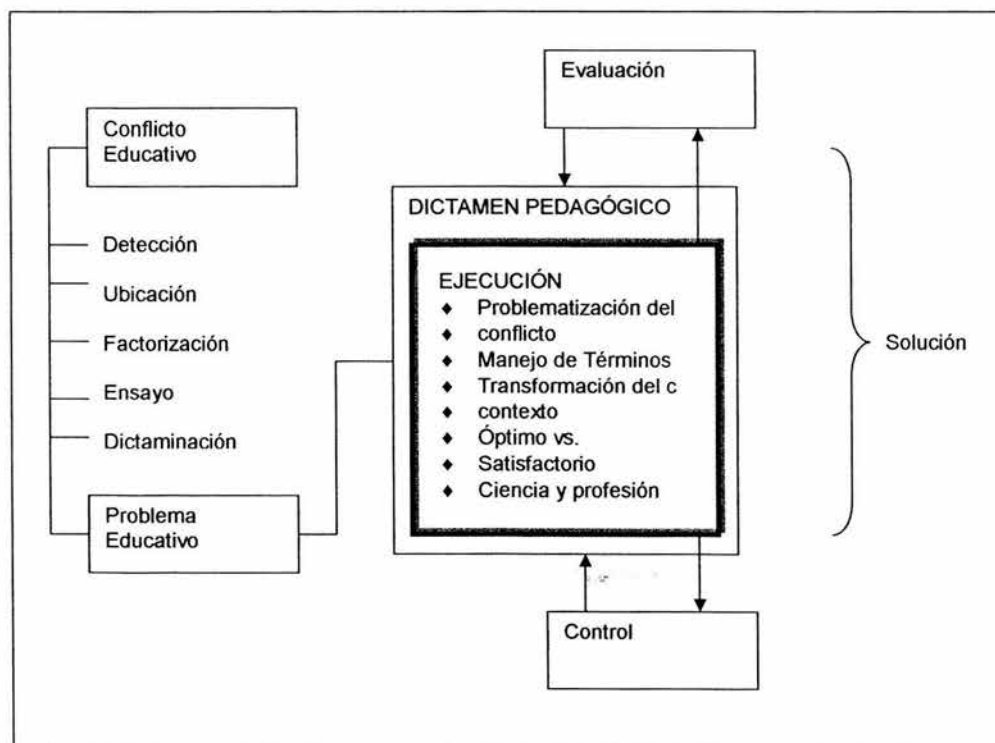 Conflicto
Educativo
Detección
Ubicación
Factorización
Ensayo
Dictaminación
Problema
Educativo
Evaluación
DICTAMEN PEDAGÓGICO
EJECUCIÓN
♦ Problematización del
♦ conflicto
♦ Manejo de Términos
♦ Transformación del c
♦ contexto
♦ Óptimo vs.
♦ Satisfactorio
♦ Ciencia y profesión
Control
Solución